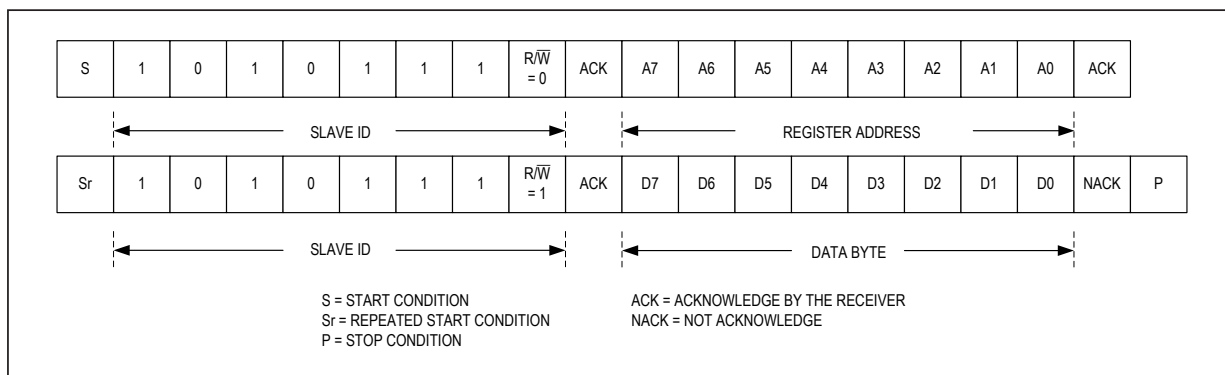 S 1 0 1 0 1 1 1 R/W̅ = 0 ACK A7 A6 A5 A4 A3 A2 A1 A0 ACK
SLAVE ID REGISTER ADDRESS
Sr 1 0 1 0 1 1 1 R/W̅ = 1 ACK D7 D6 D5 D4 D3 D2 D1 D0 NACK P
SLAVE ID DATA BYTE
S = START CONDITION ACK = ACKNOWLEDGE BY THE RECEIVER
Sr = REPEATED START CONDITION NACK = NOT ACKNOWLEDGE
P = STOP CONDITION